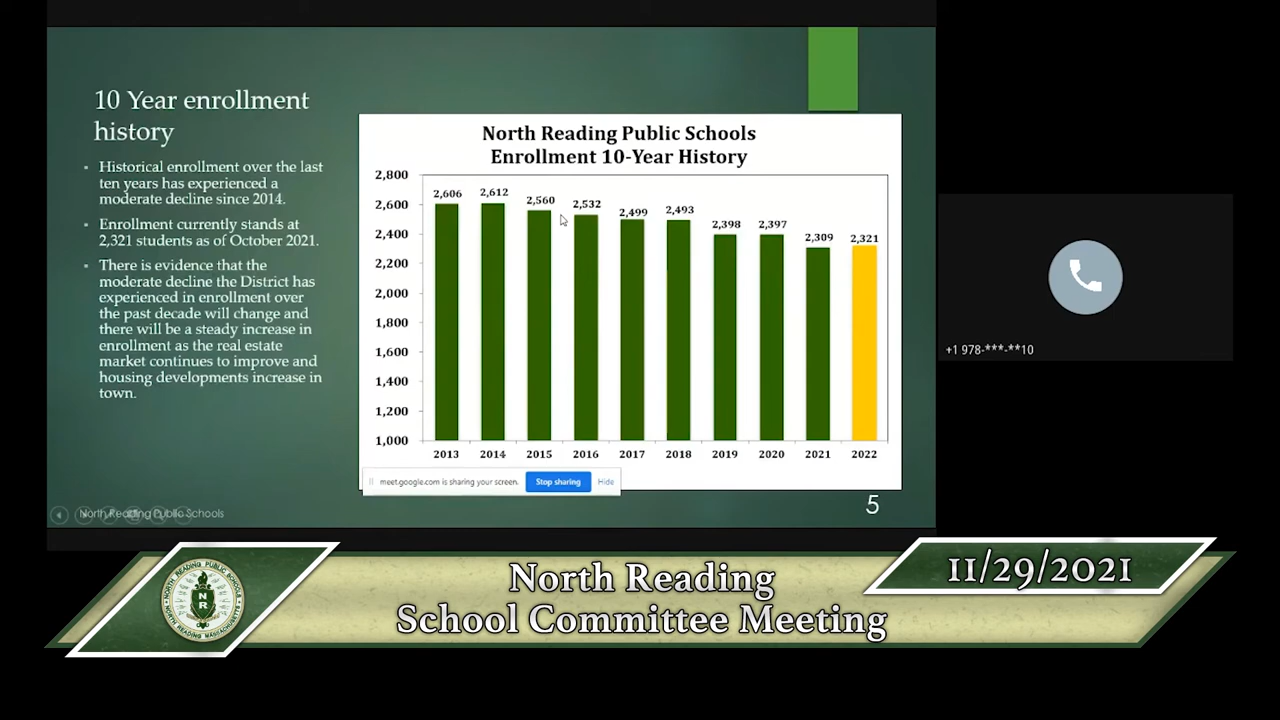 10 Year enrollment
history
Historical enrollment over the last
ten years has experienced a
moderate decline since 2014.
Enrollment currently stands at
2,321 students as of October 2021.
There is evidence that the
moderate decline the District has
experienced in enrollment over
the past decade will change and
there will be a steady increase in
enrollment as the real estate
market continues to improve and
housing developments increase in
town.
North Reading Public Schools
Enrollment 10-Year History
2,800
2,600
2,400
2,200
2,000
1,800
1,600
1,400
1,200
1,000
2,606 2,612 2,560 2,532 2,499 2,493 2,398 2,397 2,309 2,321
2013 2014 2015 2016 2017 2018 2019 2020 2021 2022
meet.google.com is sharing your screen. Stop sharing Hide
5
North Reading Public Schools
+1 978-***-**10
NORTH READING PUBLIC SCHOOLS
N
R
NORTH READING MASSACHUSETTS
North Reading
School Committee Meeting
11/29/2021